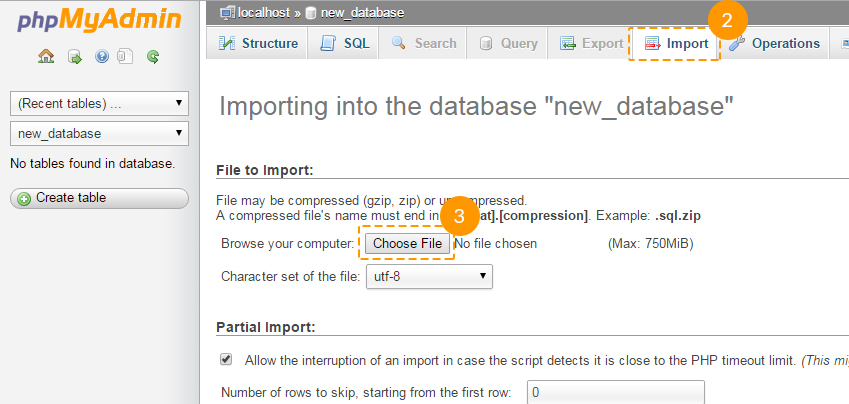 phpMyAdmin
(Recent tables) ...
new_database
No tables found in database.
Create table
localhost » new_database
Structure SQL Search Query Export Import 2 Operations
Importing into the database "new_database"
File to Import:
File may be compressed (gzip, zip) or compressed.
A compressed file's name must end in .[compression]. Example: .sql.zip
3
Browse your computer: Choose File No file chosen (Max: 750MiB)
Character set of the file: utf-8
Partial Import:
Allow the interruption of an import in case the script detects it is close to the PHP timeout limit. (This
Number of rows to skip, starting from the first row: 0